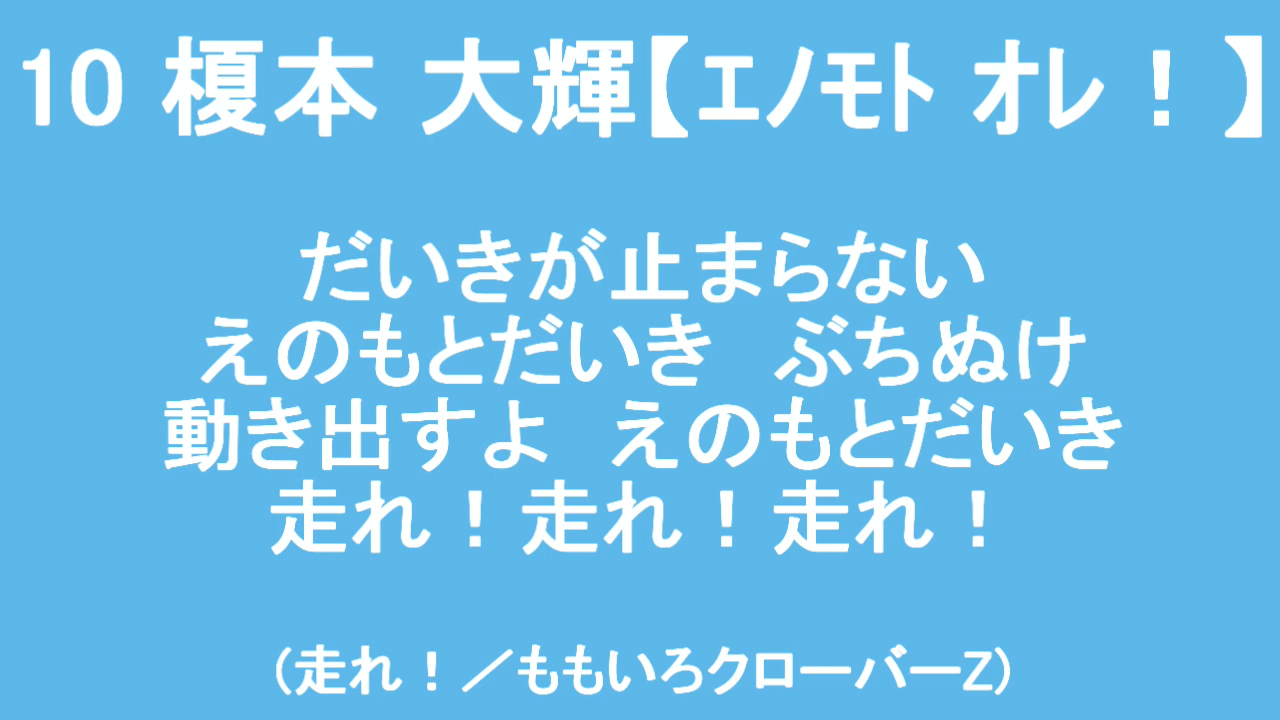 10 榎本 大輝【ｴﾉﾓﾄ ｵﾚ！】
だいきが止まらない
えのもとだいき　ぶちぬけ
動き出すよ　えのもとだいき
走れ！走れ！走れ！
(走れ！／ももいろクローバーZ)